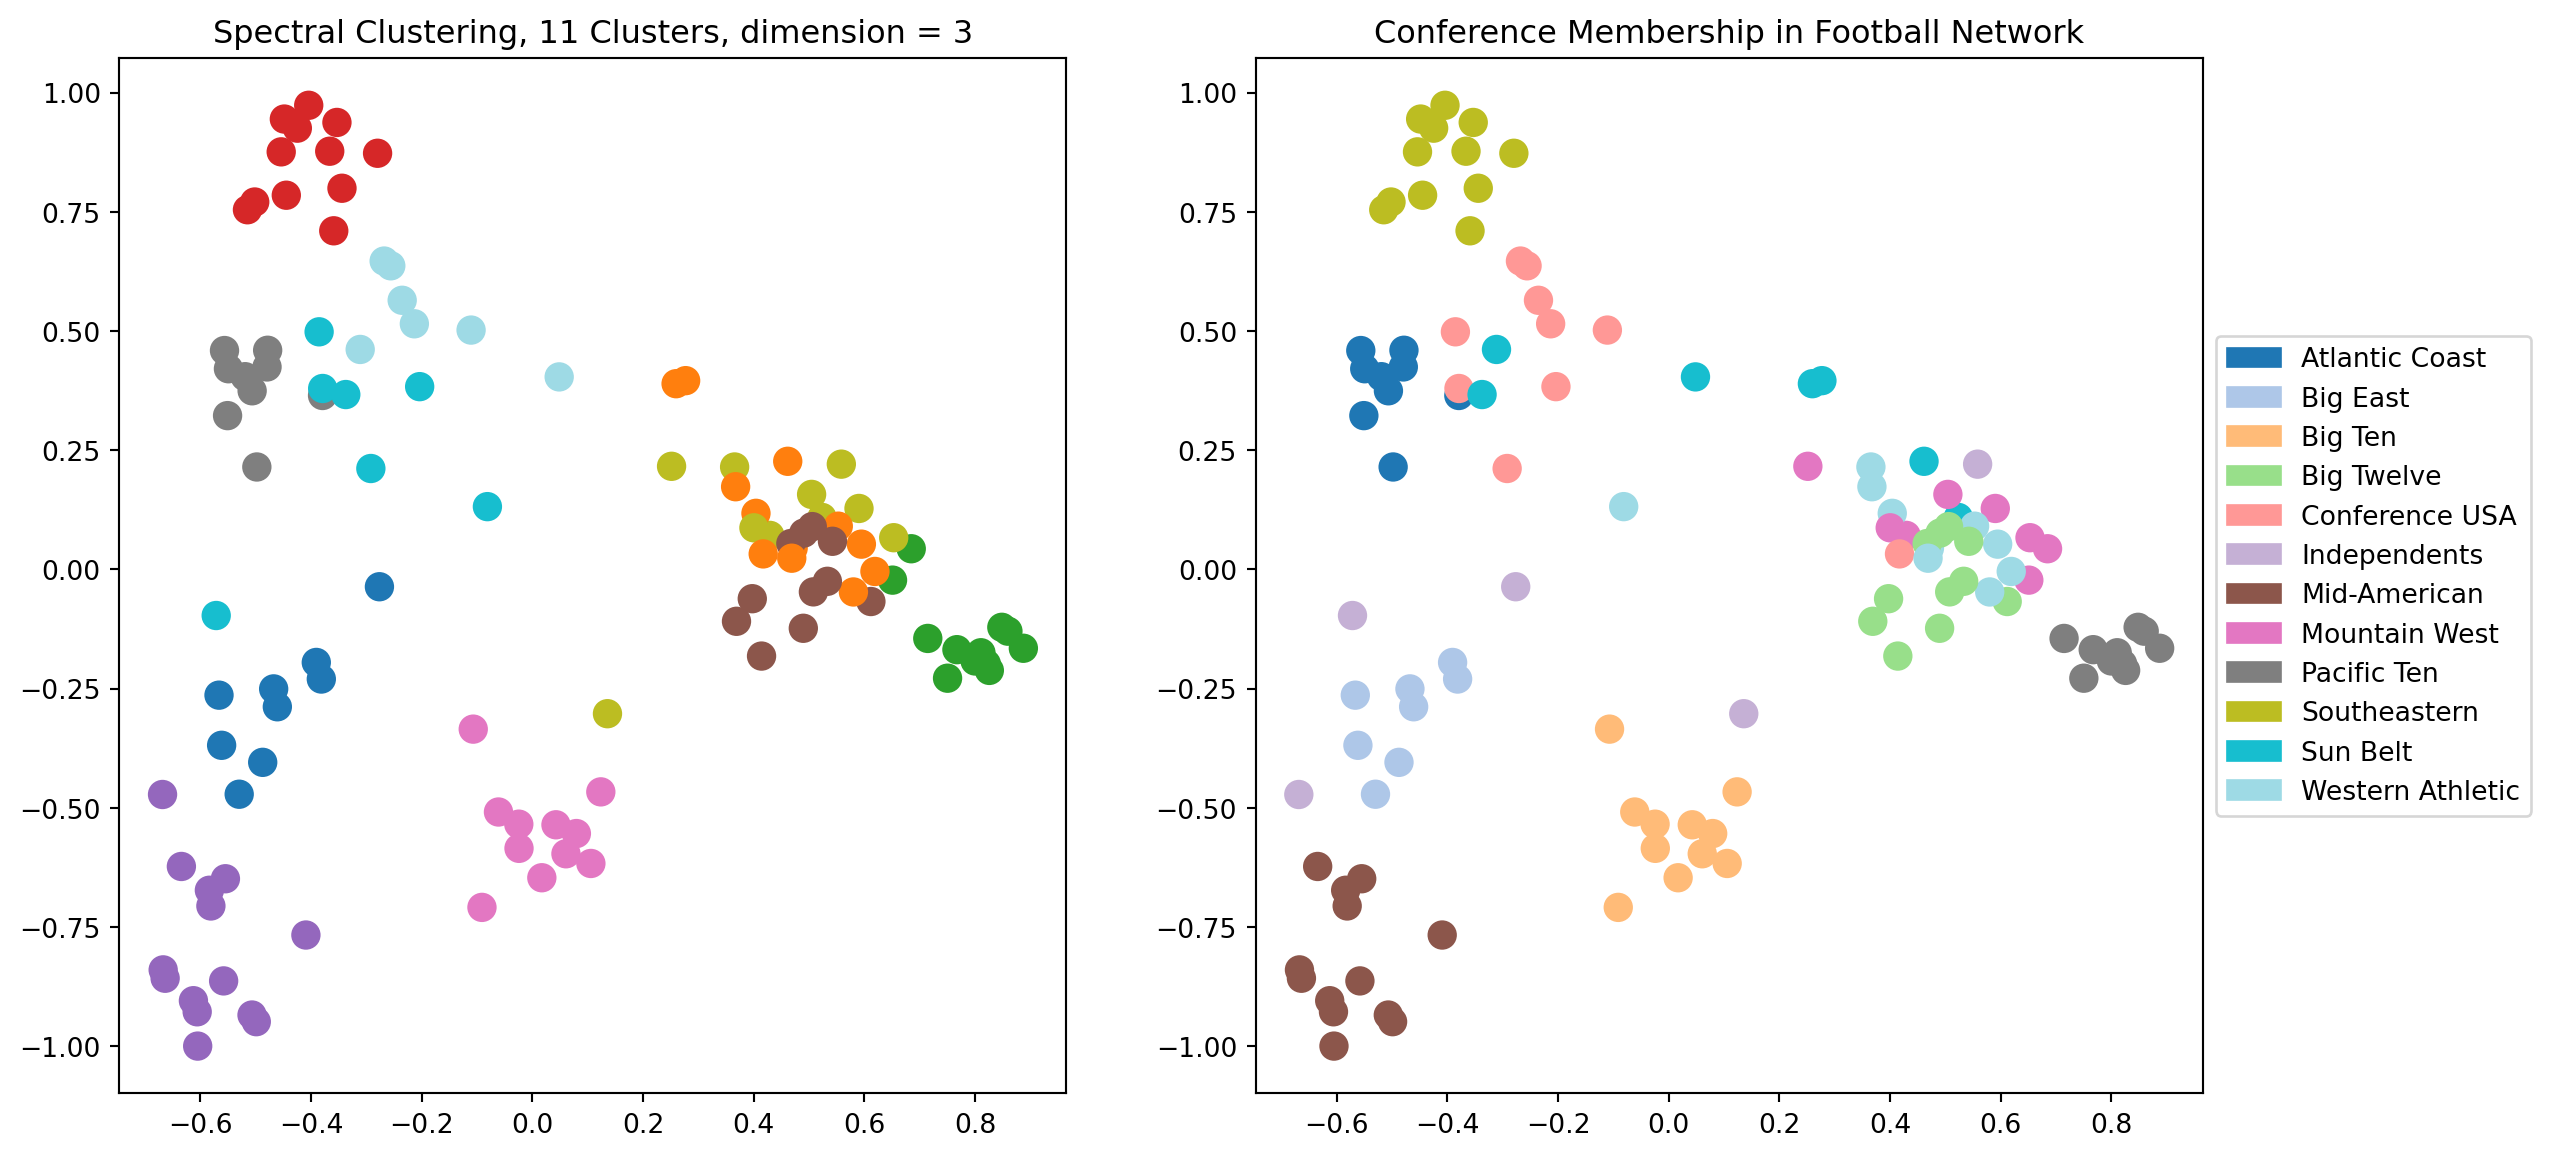 Spectral Clustering, 11 Clusters, dimension = 3
1.00
0.75
0.50
0.25
0.00
−0.25
−0.50
−0.75
−1.00
−0.6 −0.4 −0.2 0.0 0.2 0.4 0.6 0.8
Conference Membership in Football Network
1.00
0.75
0.50
0.25
0.00
−0.25
−0.50
−0.75
−1.00
−0.6 −0.4 −0.2 0.0 0.2 0.4 0.6 0.8
Atlantic Coast
Big East
Big Ten
Big Twelve
Conference USA
Independents
Mid-American
Mountain West
Pacific Ten
Southeastern
Sun Belt
Western Athletic